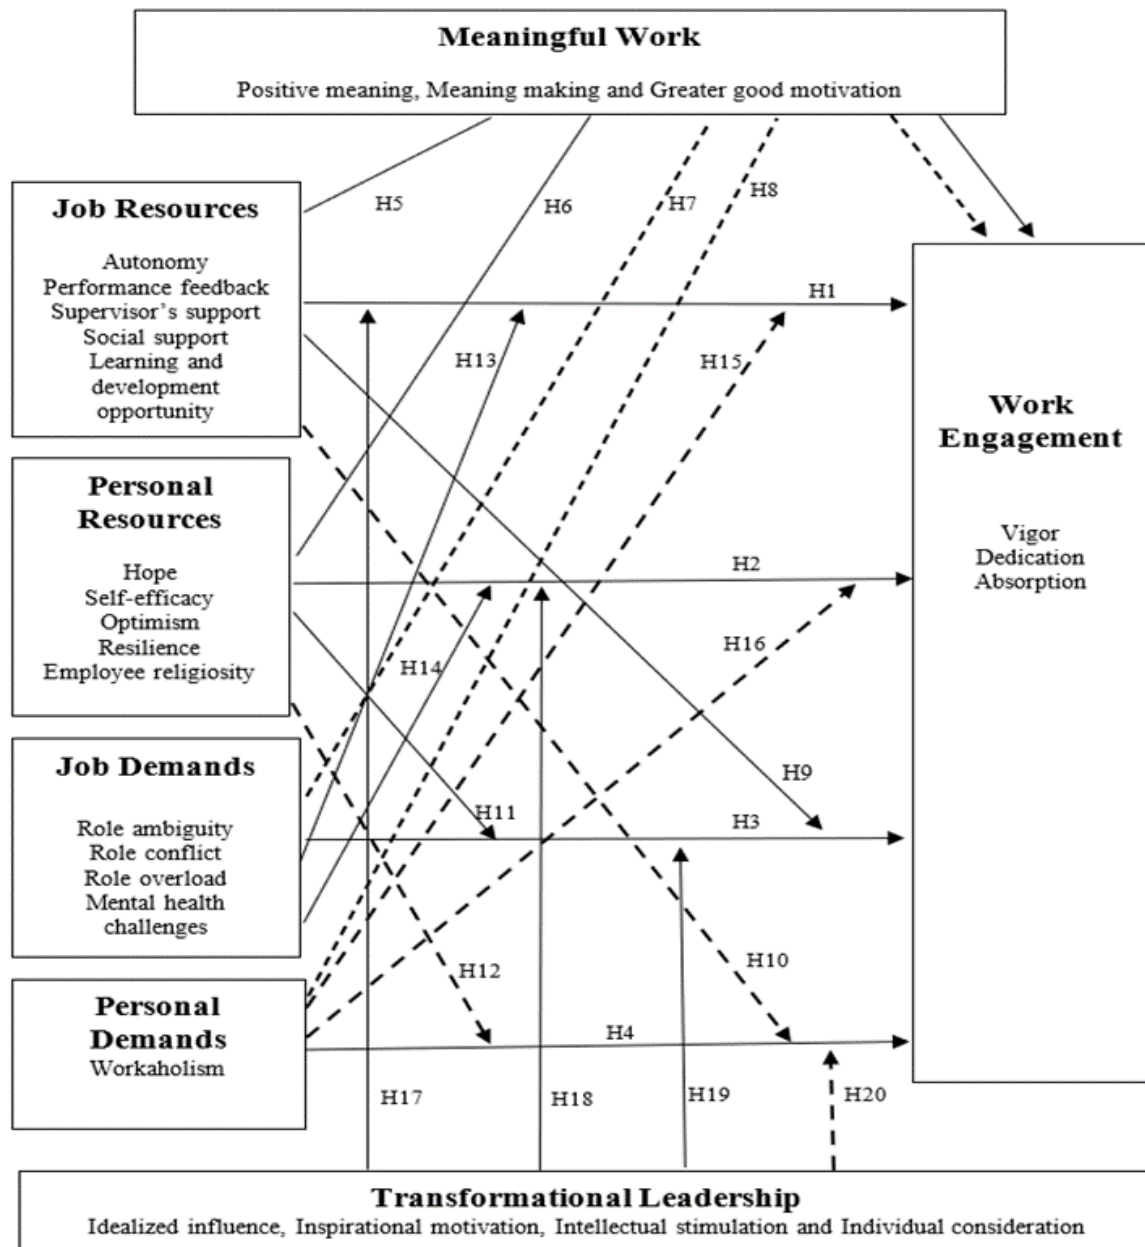 Meaningful Work
Positive meaning, Meaning making and Greater good motivation
H5
H6
H7
H8
Job Resources
Autonomy
Performance feedback
Supervisor's support
Social support
Learning and
development
opportunity
H1
H13
H15
Work
Engagement
Vigor
Dedication
Absorption
Personal
Resources
Hope
Self-efficacy
Optimism
Resilience
Employee religiosity
H2
H14
H16
Job Demands
Role ambiguity
Role conflict
Role overload
Mental health
challenges
H9
H11
H3
H12
H10
Personal
Demands
Workaholism
H4
H17
H18
H19
H20
Transformational Leadership
Idealized influence, Inspirational motivation, Intellectual stimulation and Individual consideration